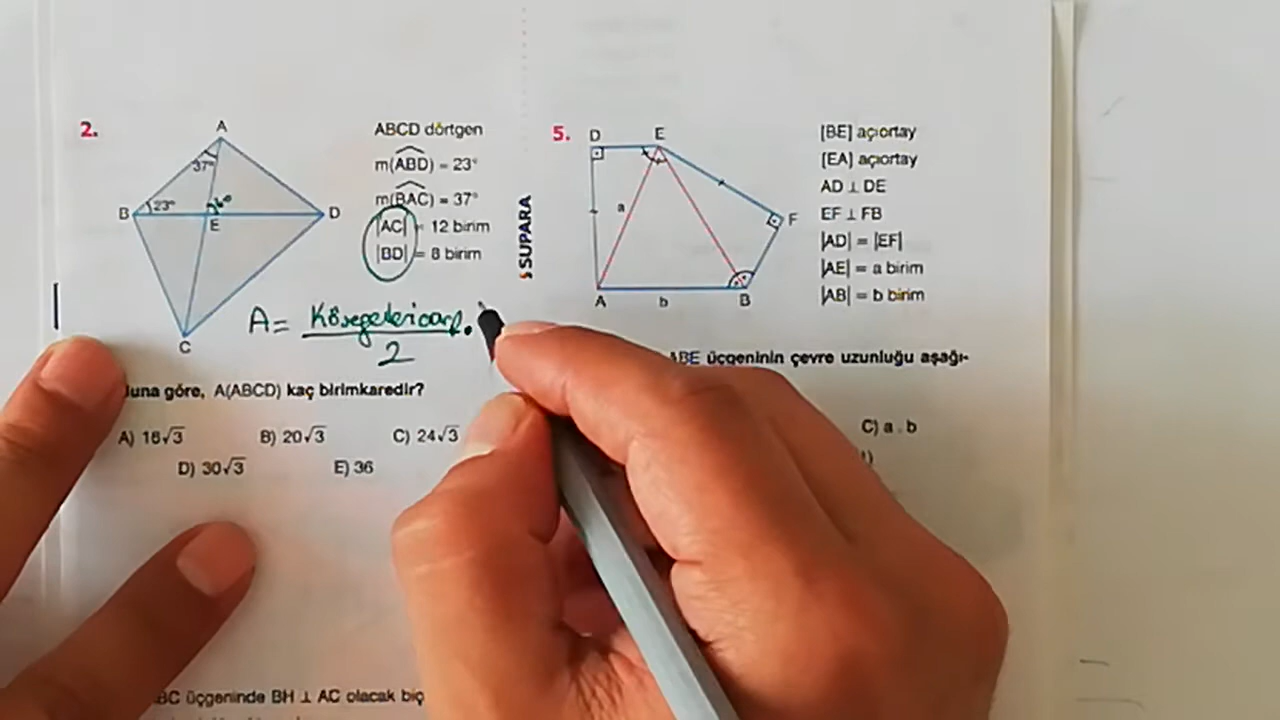 2.
A
37°
B
23°
60°
D
E
C
ABCD dörtgen
m(ABD) = 23°
m(BAC) = 37°
|AC| = 12 birim
|BD| = 8 birim
A=
2
una göre, A(ABCD) kaç birimkaredir?
A) 16√3 B) 20√3 C) 24√3
D) 30√3 E) 36
BC üçgeninde BH ⊥ AC olacak biç
SUPARA
5.
D
E
a
F
A
b
B
[BE] açıortay
[EA] açıortay
AD ⊥ DE
EF ⊥ FB
|AD| = |EF|
|AE| = a birim
|AB| = b birim
ABE üçgeninin çevre uzunluğu aşağı-
C) a . b